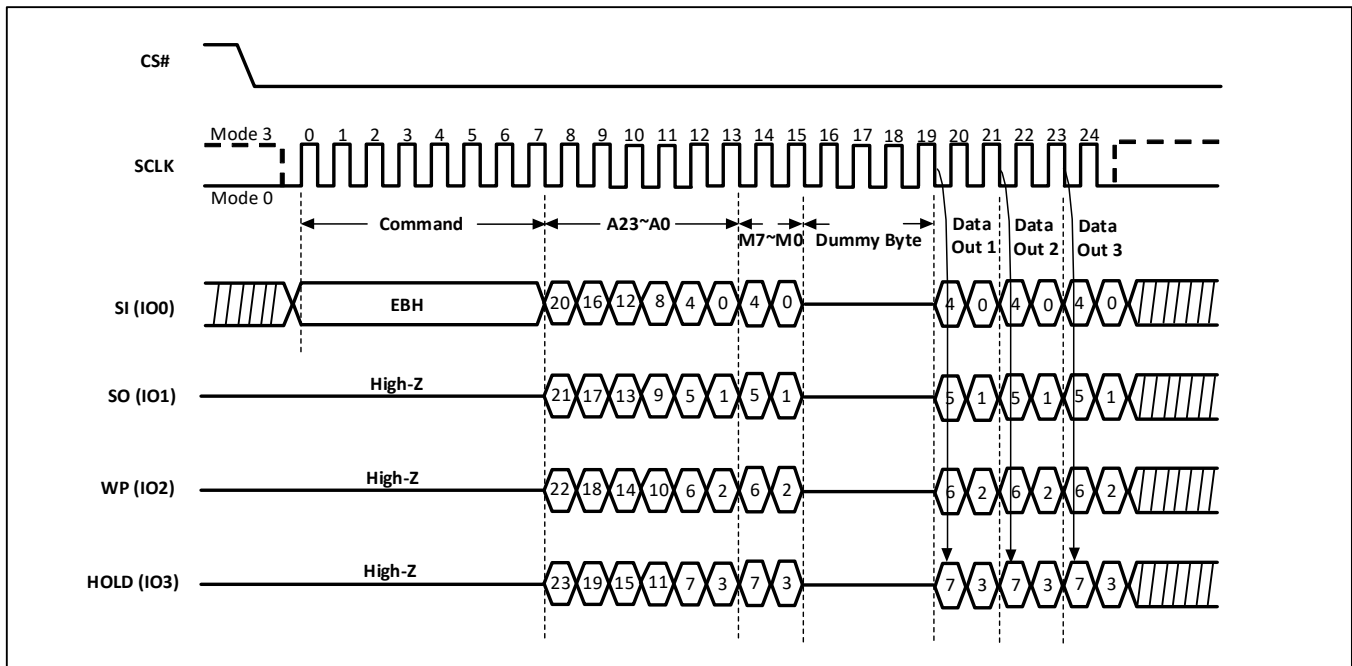 CS#
Mode 3 0 1 2 3 4 5 6 7 8 9 10 11 12 13 14 15 16 17 18 19 20 21 22 23 24
SCLK
Mode 0
Command A23~A0 M7~M0 Dummy Byte Data Out 1 Data Out 2 Data Out 3
SI (IO0) EBH 20 16 12 8 4 0 4 0 4 0 4 0 4 0
SO (IO1) High-Z 21 17 13 9 5 1 5 1 5 1 5 1 5 1
WP (IO2) High-Z 22 18 14 10 6 2 6 2 6 2 6 2 6 2
HOLD (IO3) High-Z 23 19 15 11 7 3 7 3 7 3 7 3 7 3